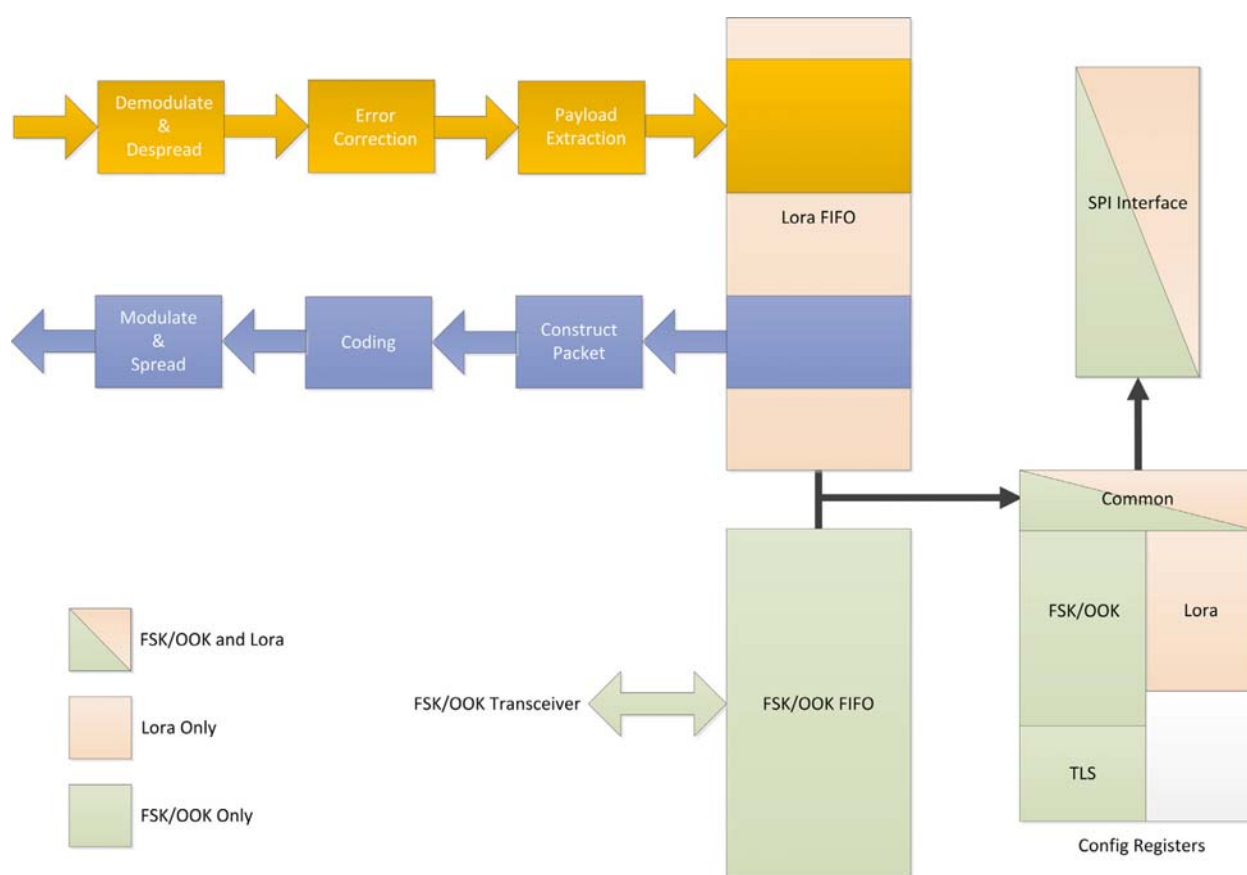 Demodulate
&
Despread
Error
Correction
Payload
Extraction
Lora FIFO
SPI Interface
Modulate
&
Spread
Coding
Construct
Packet
Common
FSK/OOK
Lora
TLS
Config Registers
FSK/OOK and Lora
Lora Only
FSK/OOK Only
FSK/OOK Transceiver
FSK/OOK FIFO